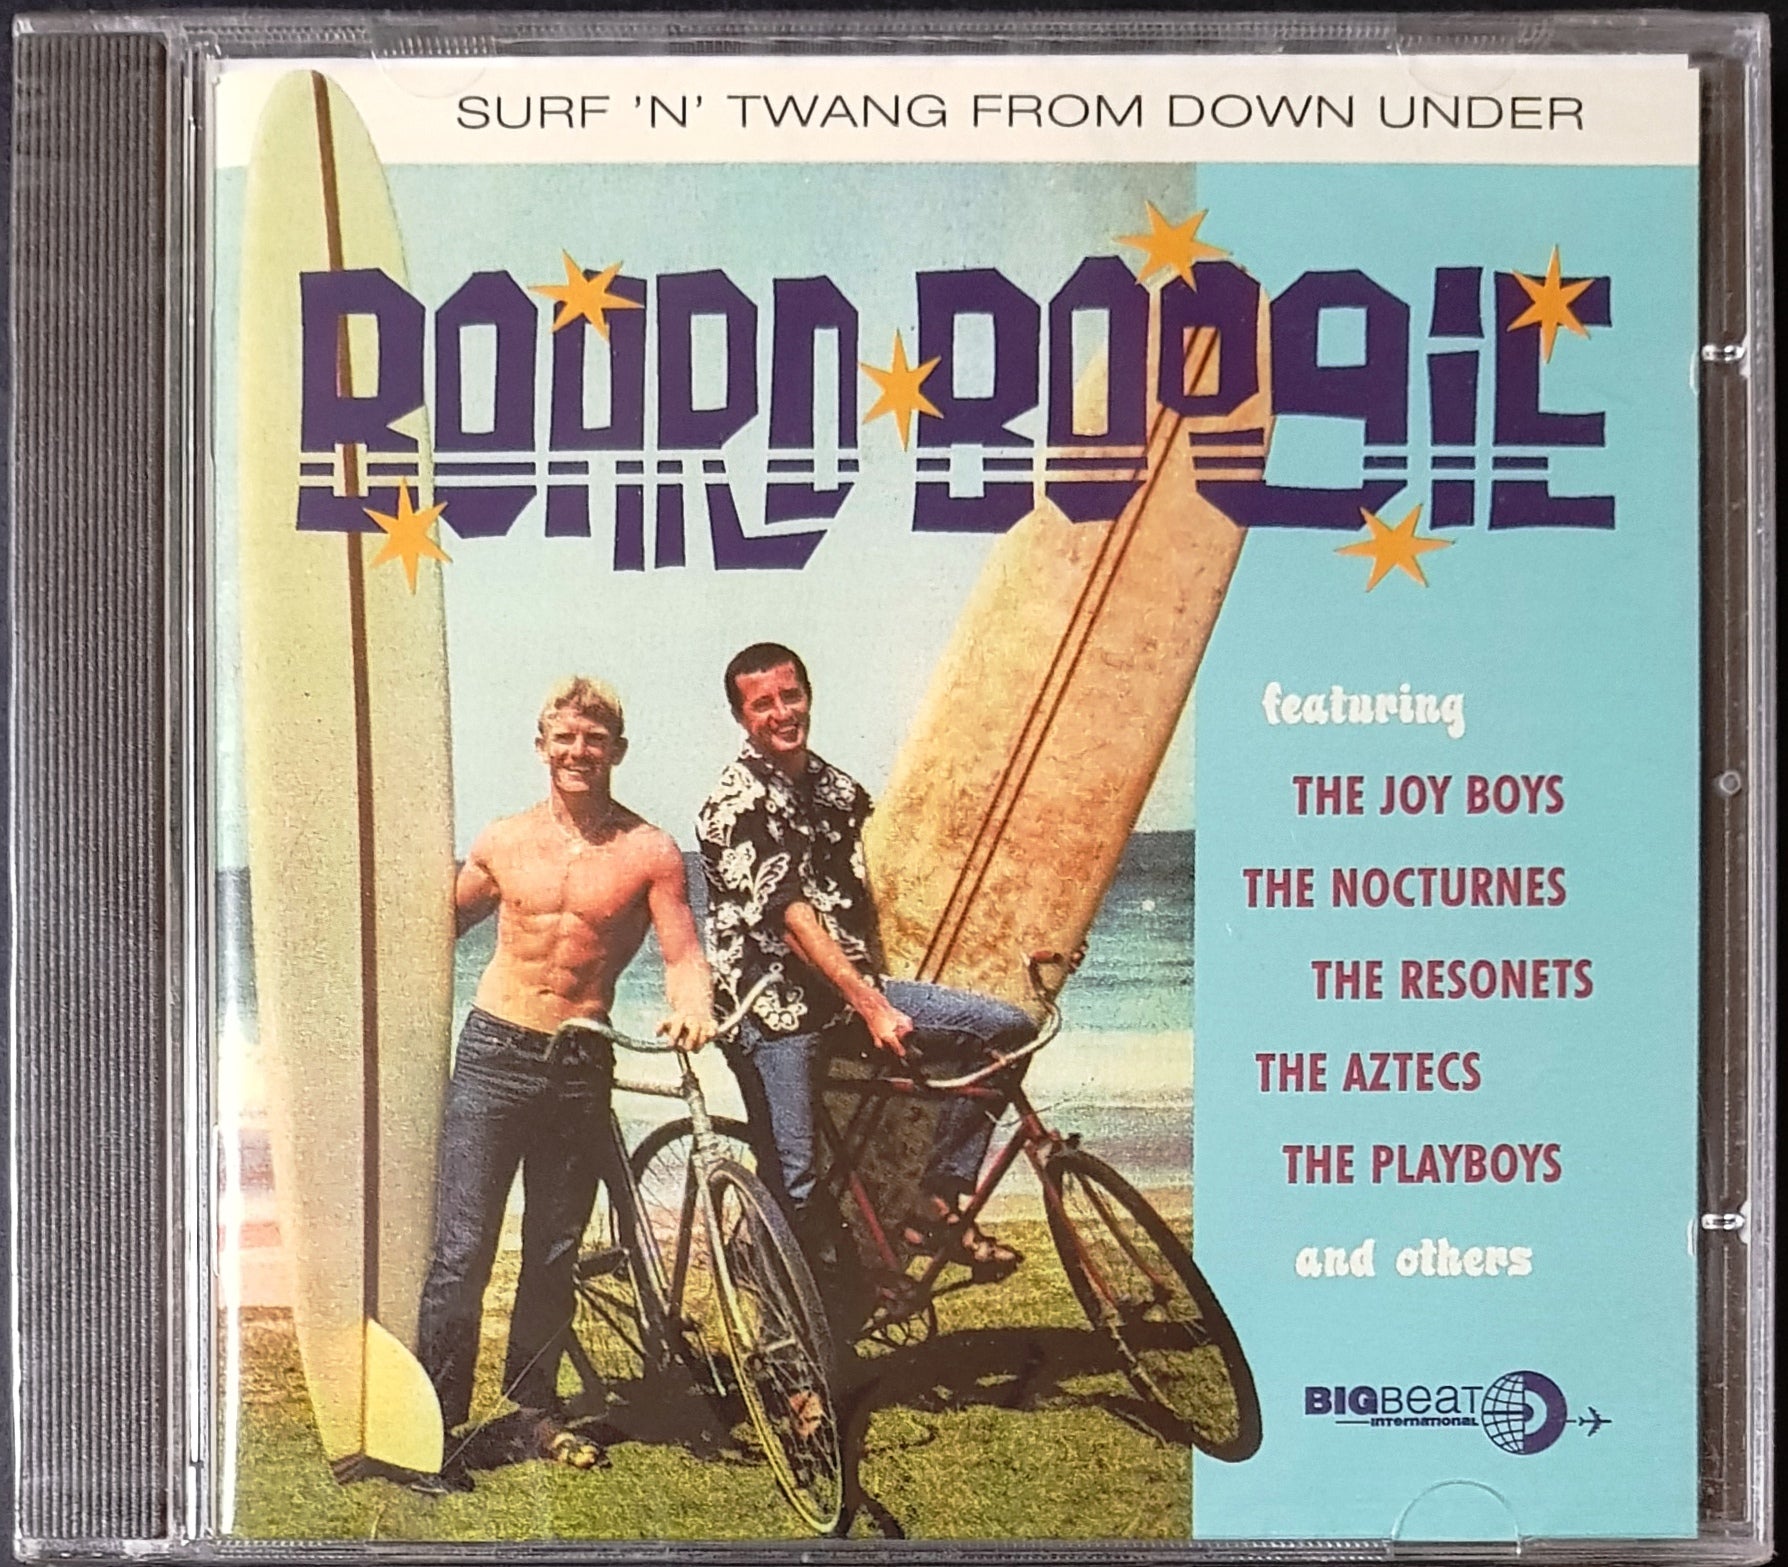 SURF 'N' TWANG FROM DOWN UNDER
BOARD BOOGIE
featuring
THE JOY BOYS
THE NOCTURNES
THE RESONETS
THE AZTECS
THE PLAYBOYS
and others
BIGBEAT
INTERNATIONAL